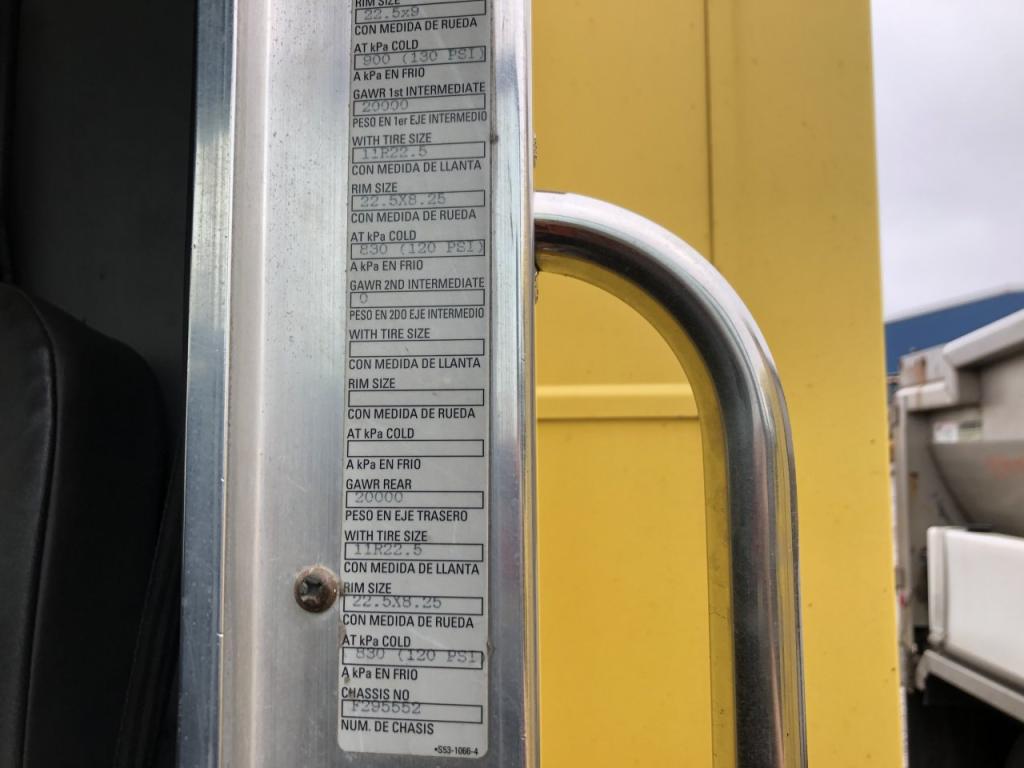 RIM SIZE
22.5x9
CON MEDIDA DE RUEDA
AT kPa COLD
900 (130 PSI)
A kPa EN FRIO
GAWR 1st INTERMEDIATE
20000
PESO EN 1er EJE INTERMEDIO
WITH TIRE SIZE
11R22.5
CON MEDIDA DE LLANTA
RIM SIZE
22.5X8.25
CON MEDIDA DE RUEDA
AT kPa COLD
830 (120 PSI)
A kPa EN FRIO
GAWR 2ND INTERMEDIATE
0
PESO EN 2DO EJE INTERMEDIO
WITH TIRE SIZE
CON MEDIDA DE LLANTA
RIM SIZE
CON MEDIDA DE RUEDA
AT kPa COLD
A kPa EN FRIO
GAWR REAR
20000
PESO EN EJE TRASERO
WITH TIRE SIZE
11R22.5
CON MEDIDA DE LLANTA
RIM SIZE
22.5X8.25
CON MEDIDA DE RUEDA
AT kPa COLD
830 (120 PSI)
A kPa EN FRIO
CHASSIS NO
F295552
NUM. DE CHASIS
•S53-1066-4